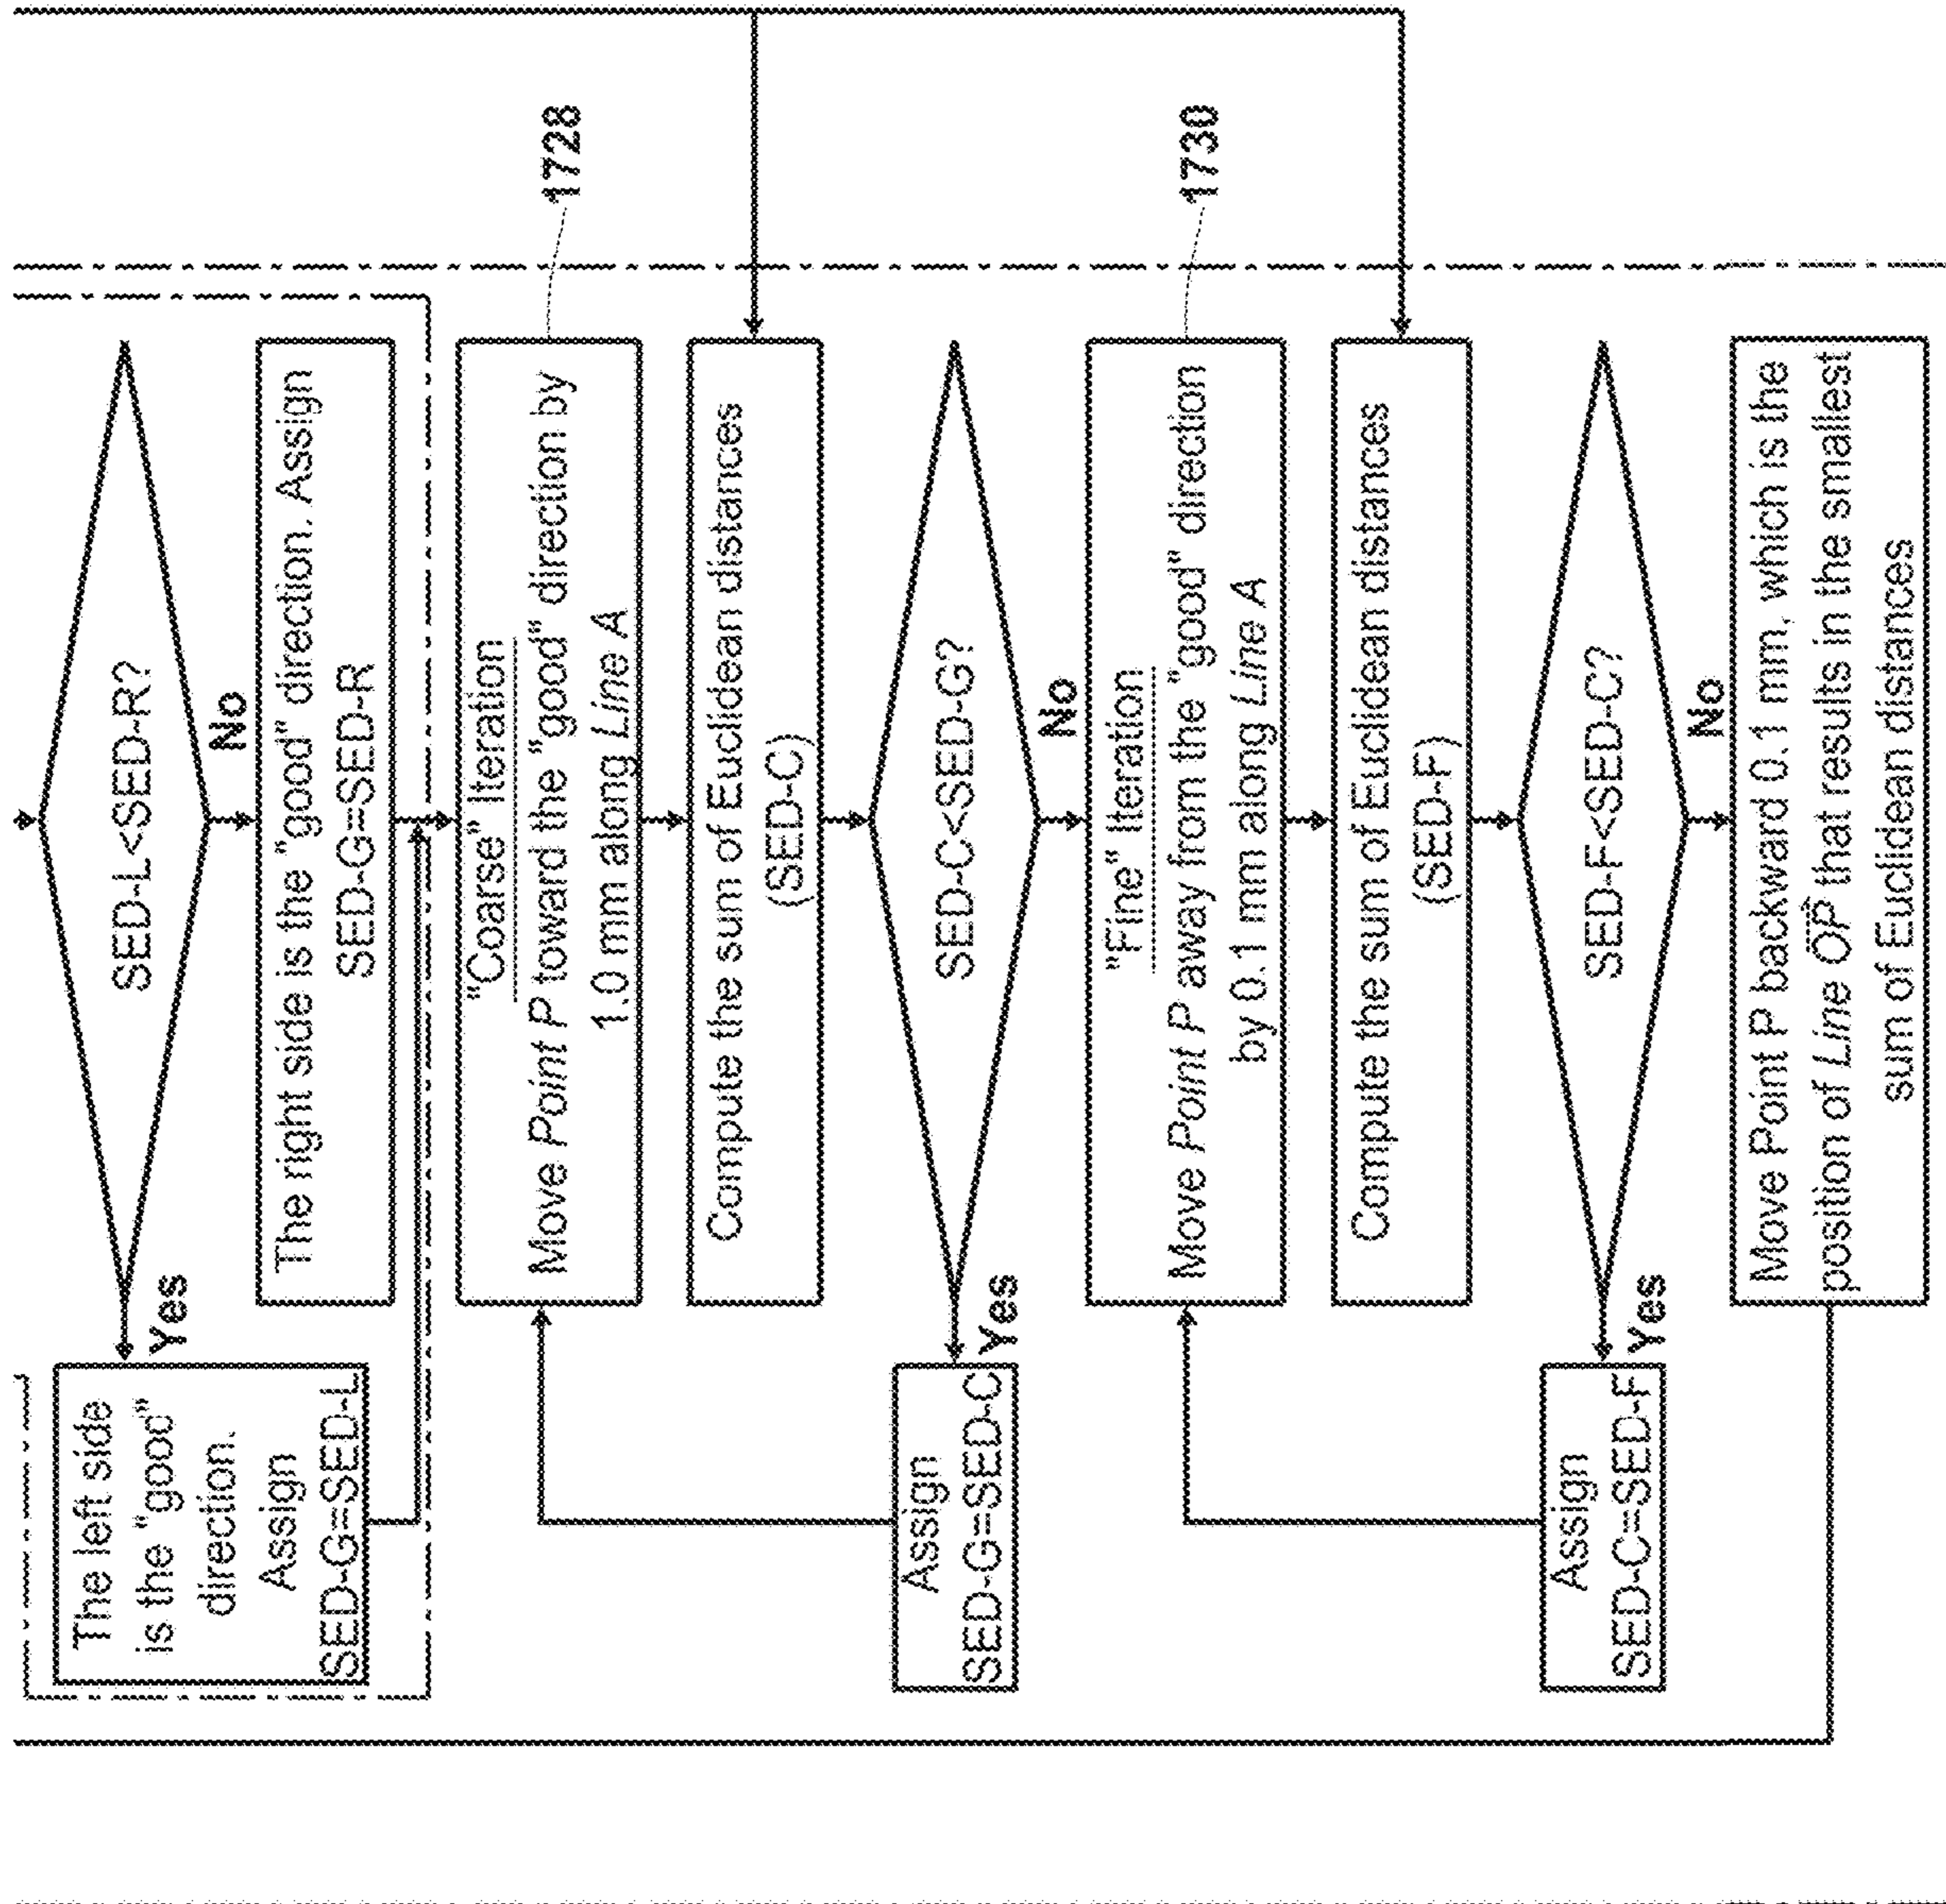 SED-L<SED-R?
Yes
No
The left side
is the "good"
direction.
Assign
SED-G=SED-L
The right side is the "good" direction. Assign
SED-G=SED-R
"Coarse" Iteration
Move Point P toward the "good" direction by
1.0 mm along Line A
1728
Compute the sum of Euclidean distances
(SED-C)
SED-C<SED-G?
Yes
No
Assign
SED-G=SED-C
"Fine" Iteration
Move Point P away from the "good" direction
by 0.1 mm along Line A
1730
Compute the sum of Euclidean distances
(SED-F)
SED-F<SED-C?
Yes
No
Assign
SED-C=SED-F
Move Point P backward 0.1 mm, which is the
position of Line OP that results in the smallest
sum of Euclidean distances